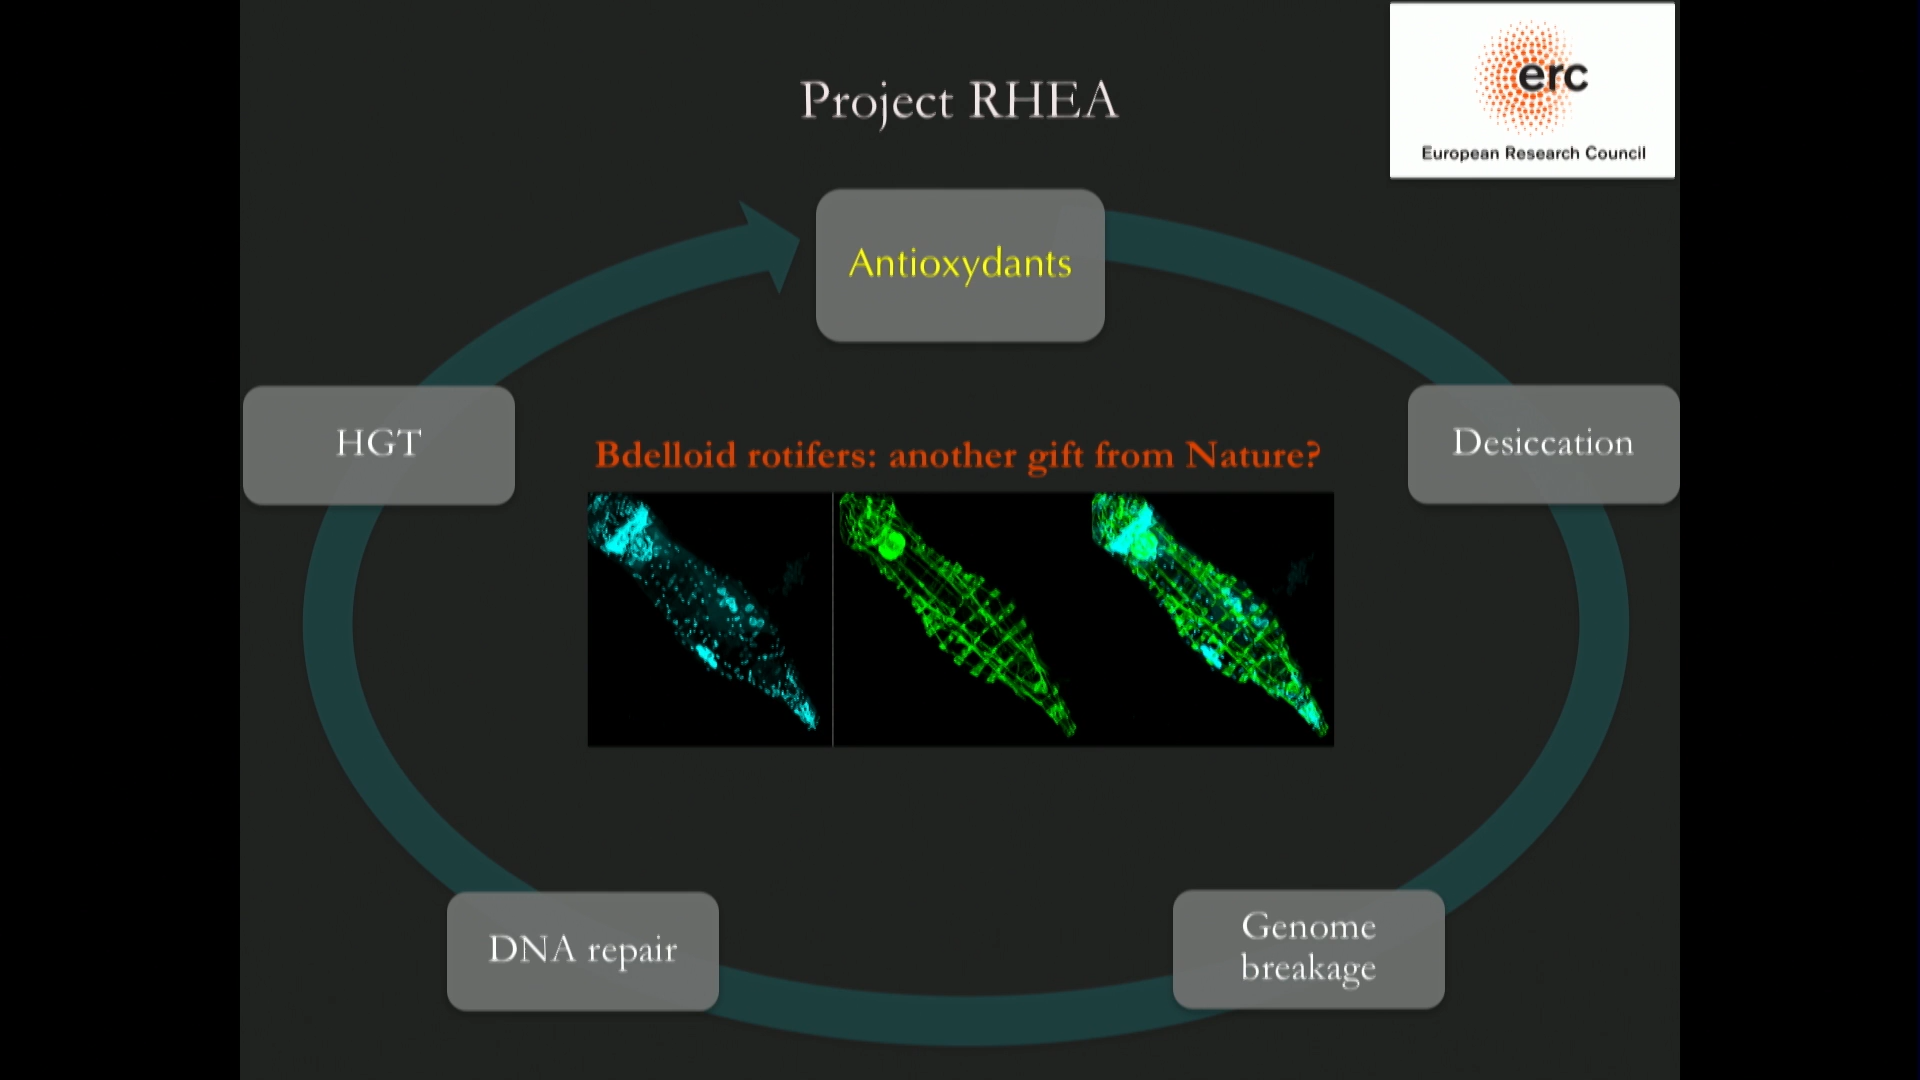 Project RHEA
erc
European Research Council
Antioxydants
HGT
Desiccation
Bdelloid rotifers: another gift from Nature?
DNA repair
Genome
breakage